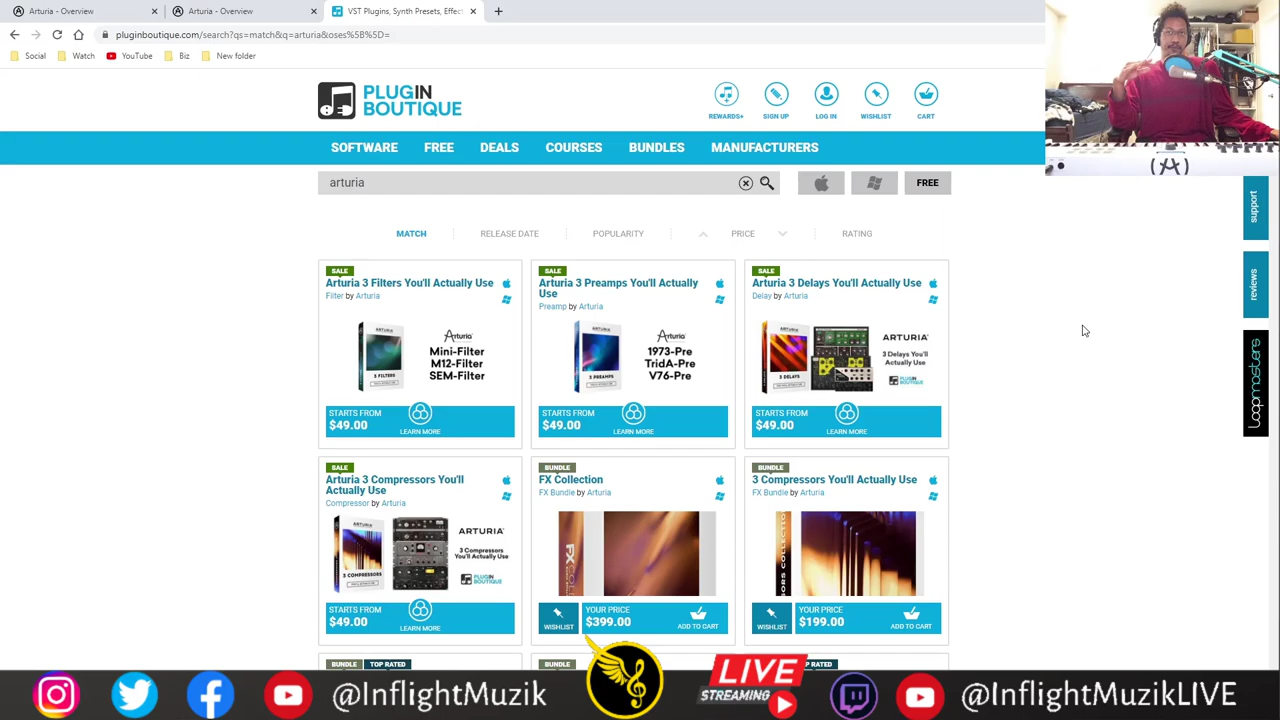 Arturia - Overview
Arturia - Overview
VST Plugins, Synth Presets, Effec
pluginboutique.com/search?qs=match&q=arturia&oses%5B%5D=
Social
Watch
YouTube
Biz
New folder
PLUGIN
BOUTIQUE
REWARDS+
SIGN UP
LOG IN
WISHLIST
CART
SOFTWARE
FREE
DEALS
COURSES
BUNDLES
MANUFACTURERS
arturia
FREE
MATCH
RELEASE DATE
POPULARITY
PRICE
RATING
support
reviews
Loopmasters
SALE
Arturia 3 Filters You'll Actually Use
Filter by Arturia
ARTURIA
3 FILTERS
Arturia
Mini-Filter
M12-Filter
SEM-Filter
STARTS FROM
$49.00
LEARN MORE
SALE
Arturia 3 Preamps You'll Actually
Use
Preamp by Arturia
ARTURIA
3 PREAMPS
Arturia
1973-Pre
TridA-Pre
V76-Pre
STARTS FROM
$49.00
LEARN MORE
SALE
Arturia 3 Delays You'll Actually Use
Delay by Arturia
ARTURIA
3 DELAYS
ARTURIA
3 Delays You'll
Actually Use
PLUGIN
BOUTIQUE
STARTS FROM
$49.00
LEARN MORE
SALE
Arturia 3 Compressors You'll
Actually Use
Compressor by Arturia
ARTURIA
3 COMPRESSORS
ARTURIA
3 Compressors
You'll Actually Use
PLUGIN
BOUTIQUE
STARTS FROM
$49.00
LEARN MORE
BUNDLE
FX Collection
FX Bundle by Arturia
WISHLIST
YOUR PRICE
$399.00
ADD TO CART
BUNDLE
3 Compressors You'll Actually Use
FX Bundle by Arturia
WISHLIST
YOUR PRICE
$199.00
ADD TO CART
BUNDLE
TOP RATED
BUNDLE
RATED
@InflightMuzik
LIVE
STREAMING
@InflightMuzikLIVE